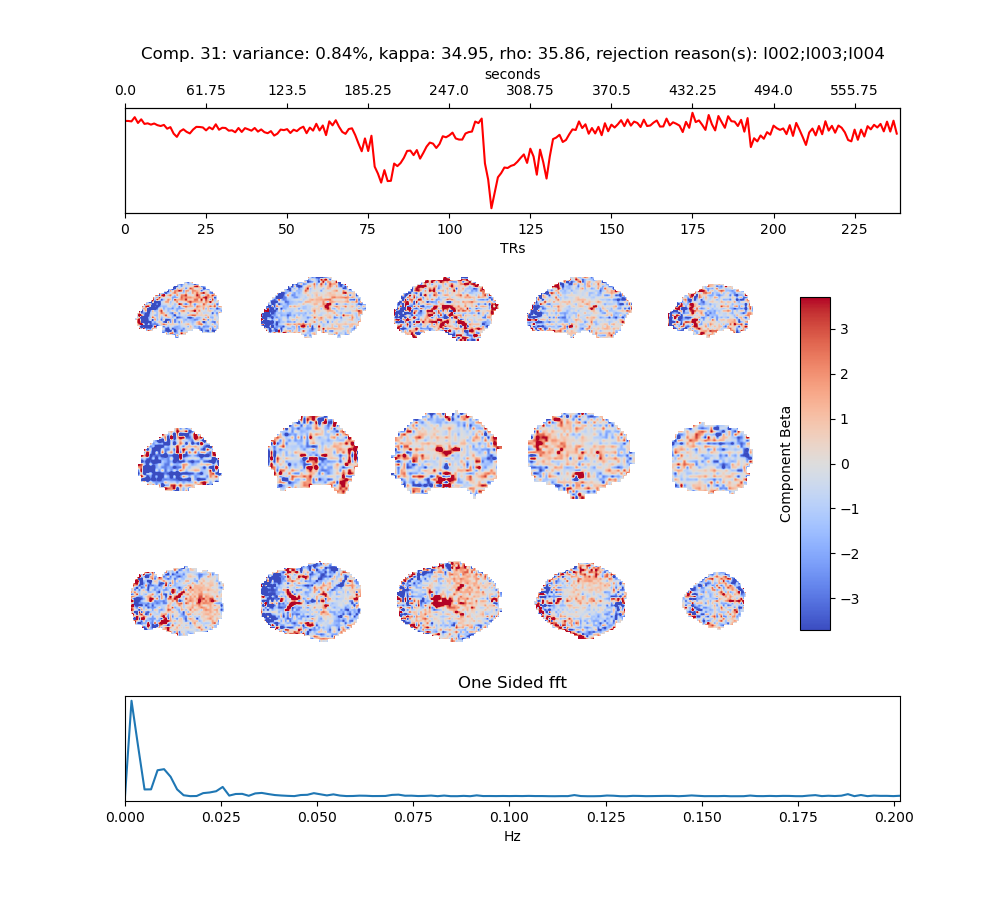 Comp. 31: variance: 0.84%, kappa: 34.95, rho: 35.86, rejection reason(s): I002;I003;I004
seconds
0.0 61.75 123.5 185.25 247.0 308.75 370.5 432.25 494.0 555.75
0 25 50 75 100 125 150 175 200 225
TRs
3
2
1
0
−1
−2
−3
Component Beta
One Sided fft
0.000 0.025 0.050 0.075 0.100 0.125 0.150 0.175 0.200
Hz